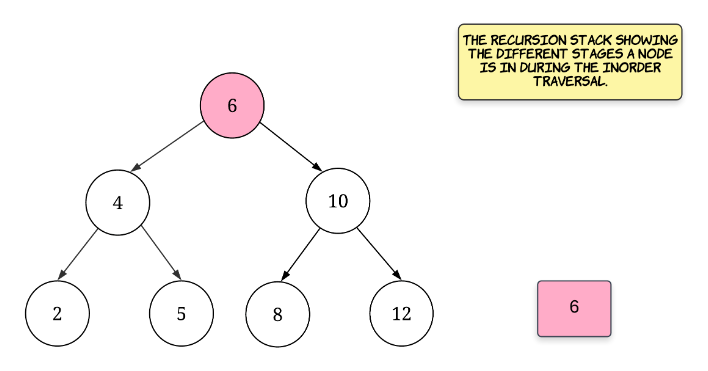 THE RECURSION STACK SHOWING
THE DIFFERENT STAGES A NODE
IS IN DURING THE INORDER
TRAVERSAL.
6
4
10
2
5
8
12
6